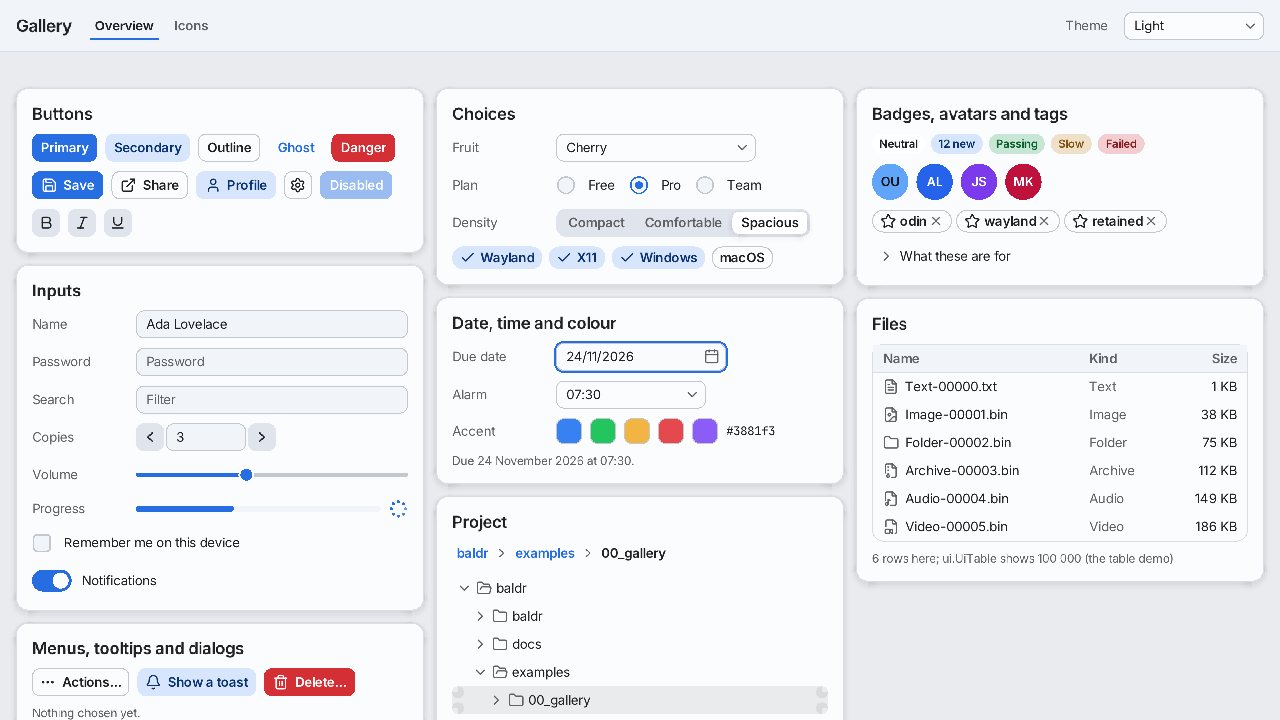 Gallery Overview Icons Theme Light
Buttons
Primary Secondary Outline Ghost Danger
Save Share Profile Disabled
B I U
Inputs
Name Ada Lovelace
Password Password
Search Filter
Copies 3
Volume
Progress
Remember me on this device
Notifications
Menus, tooltips and dialogs
Actions... Show a toast Delete...
Nothing chosen yet.
Choices
Fruit Cherry
Plan Free Pro Team
Density Compact Comfortable Spacious
Wayland X11 Windows macOS
Date, time and colour
Due date 24/11/2026
Alarm 07:30
Accent #3881f3
Due 24 November 2026 at 07:30.
Project
baldr examples 00_gallery
baldr
baldr
docs
examples
00_gallery
Badges, avatars and tags
Neutral 12 new Passing Slow Failed
OU AL JS MK
odin wayland retained
What these are for
Files
Name Kind Size
Text-00000.txt Text 1 KB
Image-00001.bin Image 38 KB
Folder-00002.bin Folder 75 KB
Archive-00003.bin Archive 112 KB
Audio-00004.bin Audio 149 KB
Video-00005.bin Video 186 KB
6 rows here; ui.UiTable shows 100 000 (the table demo)